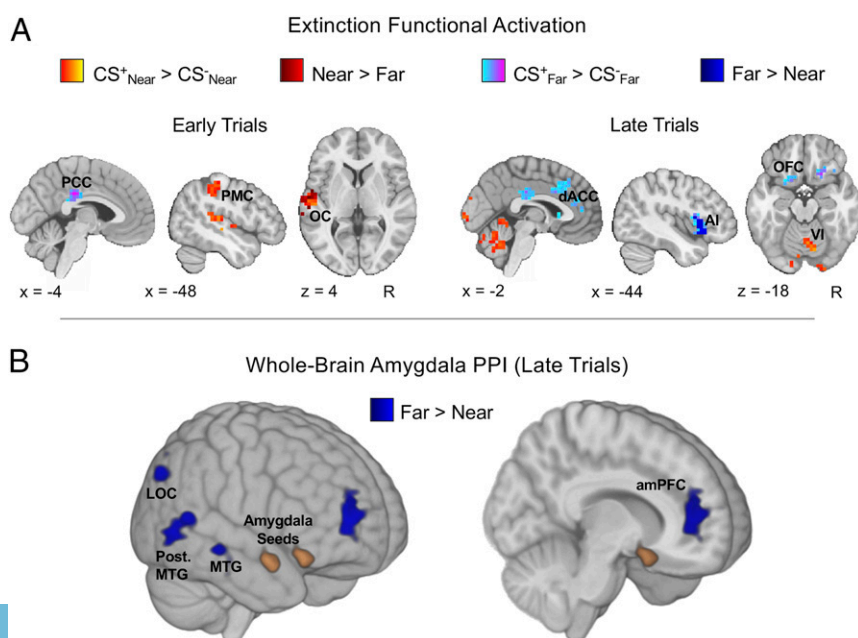 A
Extinction Functional Activation
CS⁺Near > CS⁻Near
Near > Far
CS⁺Far > CS⁻Far
Far > Near
Early Trials
Late Trials
PCC
PMC
OC
dACC
AI
OFC
VI
x = -4
x = -48
z = 4
R
x = -2
x = -44
z = -18
R
B
Whole-Brain Amygdala PPI (Late Trials)
Far > Near
LOC
Post.
MTG
MTG
Amygdala
Seeds
amPFC